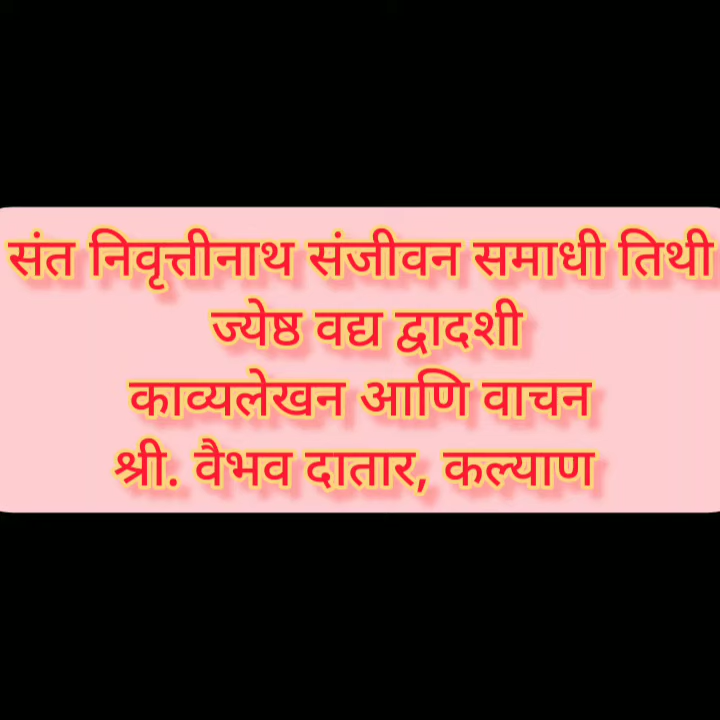 संत निवृत्तीनाथ संजीवन समाधी तिथी
ज्येष्ठ वद्य द्वादशी
काव्यलेखन आणि वाचन
श्री. वैभव दातार, कल्याण